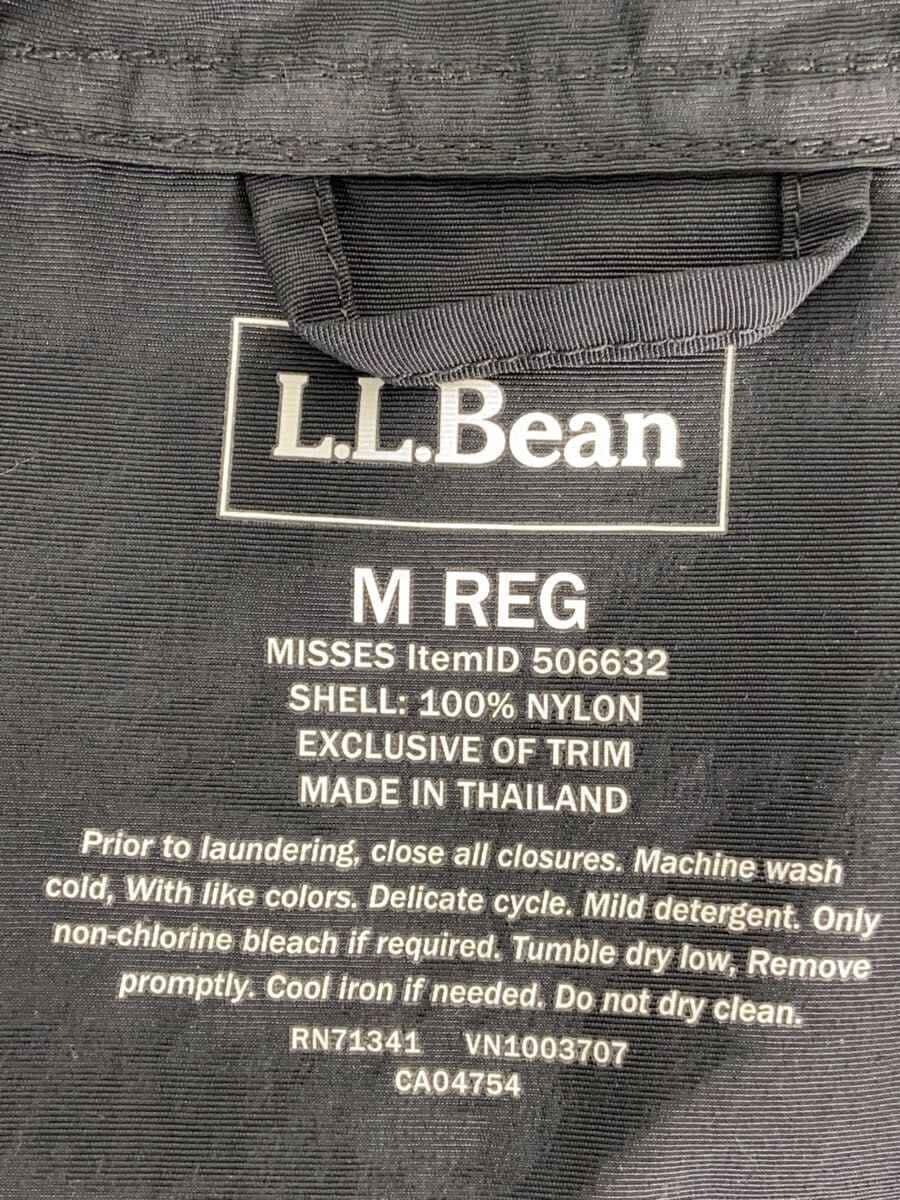 L.L.Bean
M REG
MISSES ItemID 506632
SHELL: 100% NYLON
EXCLUSIVE OF TRIM
MADE IN THAILAND
Prior to laundering, close all closures. Machine wash
cold, With like colors. Delicate cycle. Mild detergent. Only
non-chlorine bleach if required. Tumble dry low, Remove
promptly. Cool iron if needed. Do not dry clean.
RN71341 VN1003707
CA04754